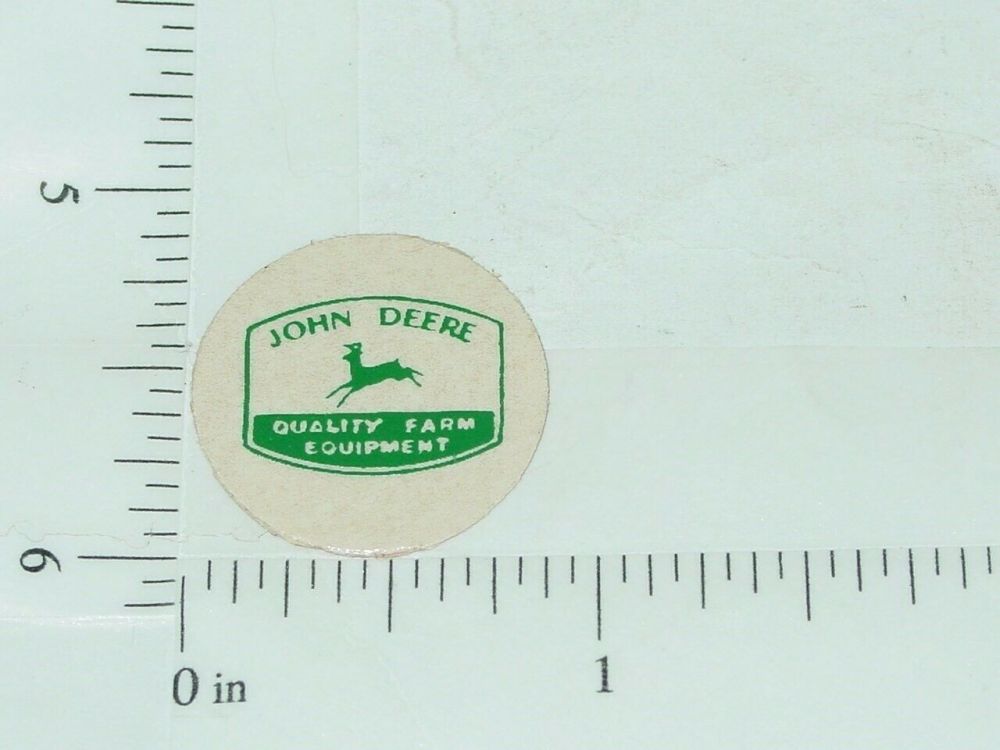 5
JOHN DEERE
QUALITY FARM
EQUIPMENT
6
0 in
1